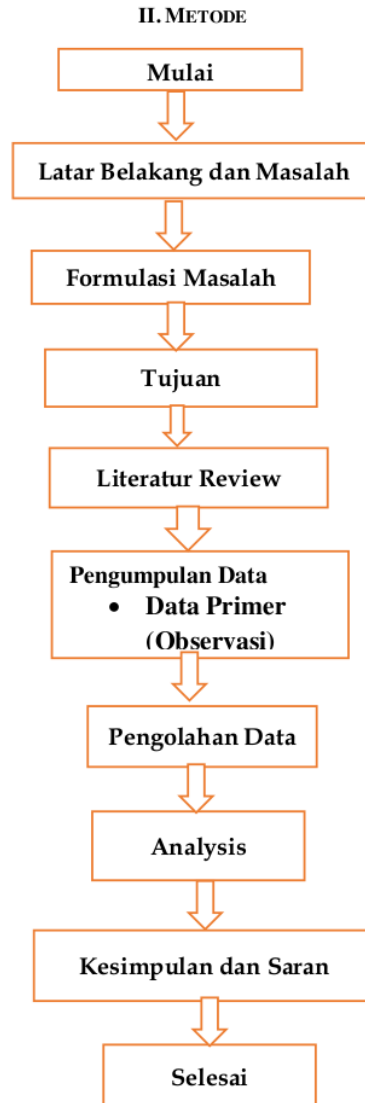 II. METODE
Mulai
Latar Belakang dan Masalah
Formulasi Masalah
Tujuan
Literatur Review
Pengumpulan Data
• Data Primer
(Observasi)
Pengolahan Data
Analysis
Kesimpulan dan Saran
Selesai